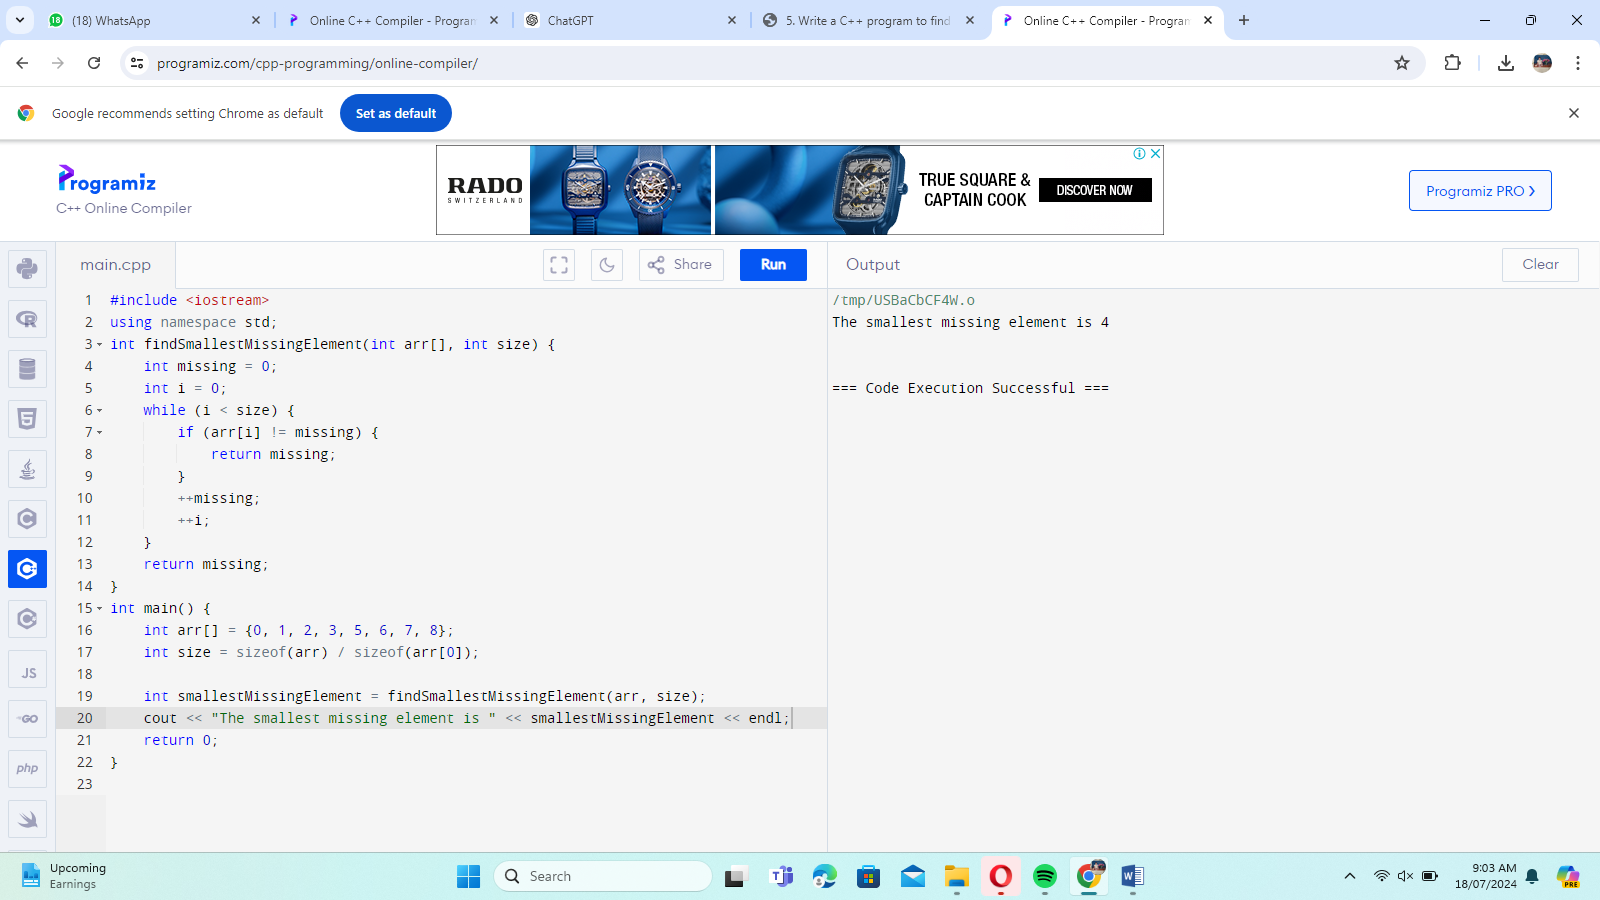 (18) WhatsApp
Online C++ Compiler - Program
ChatGPT
5. Write a C++ program to find
Online C++ Compiler - Program
programiz.com/cpp-programming/online-compiler/
Google recommends setting Chrome as default
Set as default
Programiz
C++ Online Compiler
RADO
SWITZERLAND
TRUE SQUARE &
CAPTAIN COOK
DISCOVER NOW
Programiz PRO ❯
main.cpp
Share
Run
Output
Clear
1 #include <iostream>
2 using namespace std;
3 int findSmallestMissingElement(int arr[], int size) {
4     int missing = 0;
5     int i = 0;
6     while (i < size) {
7         if (arr[i] != missing) {
8             return missing;
9         }
10         ++missing;
11         ++i;
12     }
13     return missing;
14 }
15 int main() {
16     int arr[] = {0, 1, 2, 3, 5, 6, 7, 8};
17     int size = sizeof(arr) / sizeof(arr[0]);
18
19     int smallestMissingElement = findSmallestMissingElement(arr, size);
20     cout << "The smallest missing element is " << smallestMissingElement << endl;
21     return 0;
22 }
23
/tmp/USBaCbCF4W.o
The smallest missing element is 4
=== Code Execution Successful ===
JS
GO
php
Upcoming
Earnings
Search
9:03 AM
18/07/2024
PRE